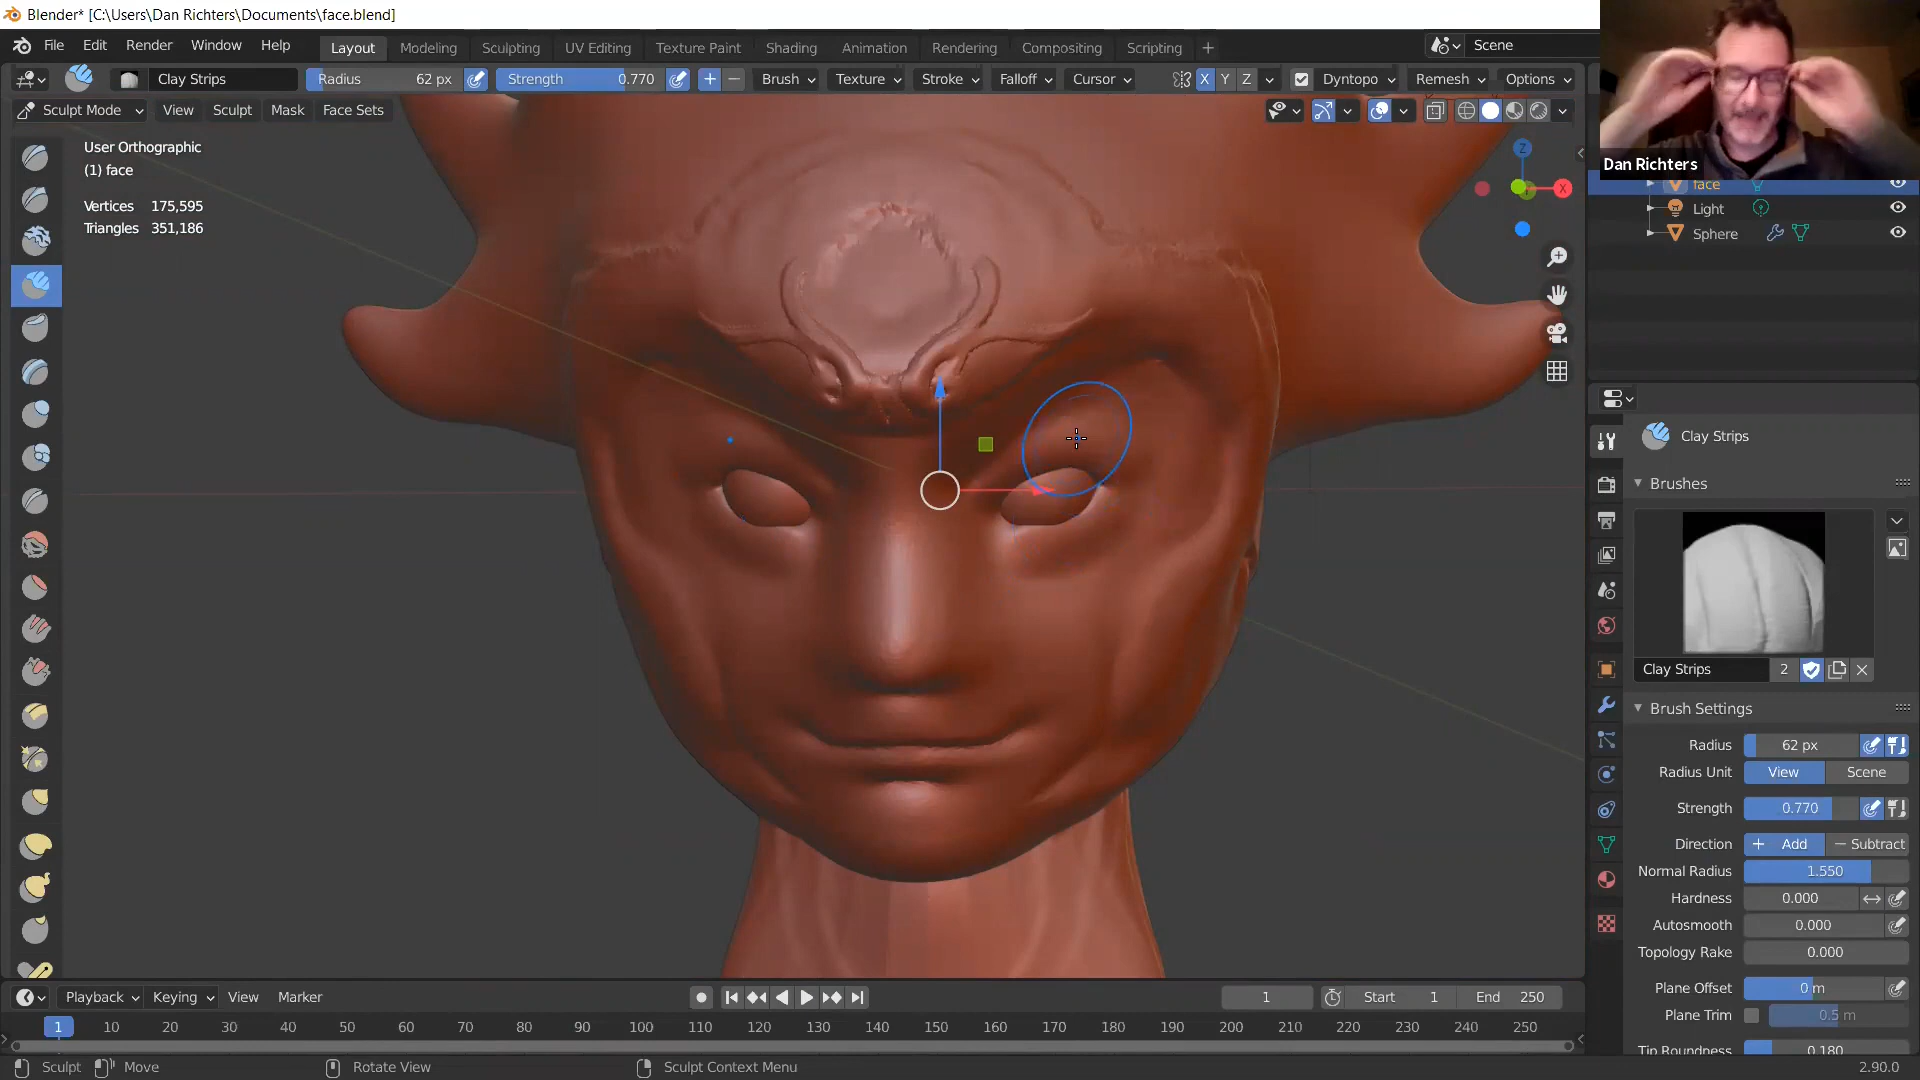 Blender* [C:\Users\Dan Richters\Documents\face.blend]
File Edit Render Window Help Layout Modeling Sculpting UV Editing Texture Paint Shading Animation Rendering Compositing Scripting + Scene
Clay Strips Radius 62 px Strength 0.770 Brush Texture Stroke Falloff Cursor X Y Z Dyntopo Remesh Options
Sculpt Mode View Sculpt Mask Face Sets
Dan Richters
User Orthographic
(1) face
Vertices 175,595
Triangles 351,186
Z
X
face
Light
Sphere
Clay Strips
Brushes
Clay Strips 2
Brush Settings
Radius 62 px
Radius Unit View Scene
Strength 0.770
Direction + Add − Subtract
Normal Radius 1.550
Hardness 0.000
Autosmooth 0.000
Topology Rake 0.000
Plane Offset 0 m
Plane Trim 0.5 m
Tip Roundness 0.180
Playback Keying View Marker 1 Start 1 End 250
1 10 20 30 40 50 60 70 80 90 100 110 120 130 140 150 160 170 180 190 200 210 220 230 240 250
Sculpt Move Rotate View Sculpt Context Menu 2.90.0